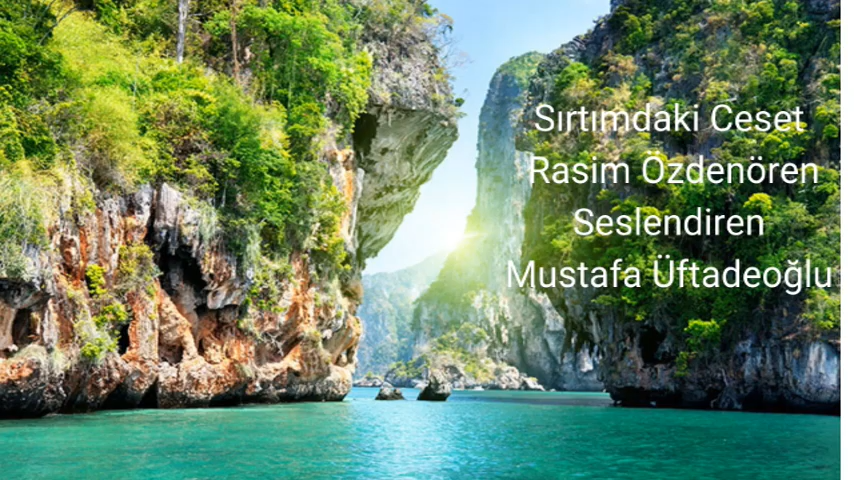 Sırtımdaki Ceset
Rasim Özdenören
Seslendiren
Mustafa Üftadeoğlu